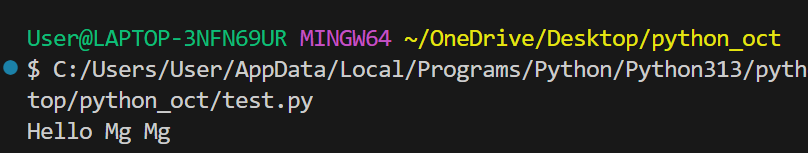 User@LAPTOP-3NFN69UR MINGW64 ~/OneDrive/Desktop/python_oct
$ C:/Users/User/AppData/Local/Programs/Python/Python313/pyth
top/python_oct/test.py
Hello Mg Mg